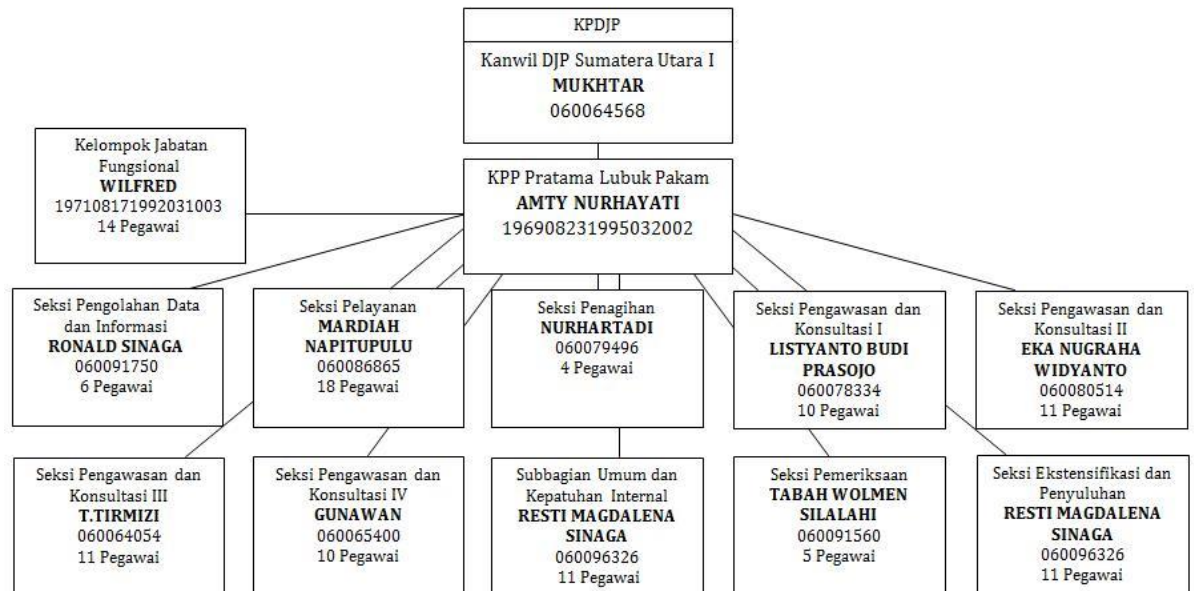 KPDJP
Kanwil DJP Sumatera Utara I
MUKHTAR
060064568
Kelompok Jabatan
Fungsional
WILFRED
197108171992031003
14 Pegawai
KPP Pratama Lubuk Pakam
AMTY NURHAYATI
196908231995032002
Seksi Pengolahan Data
dan Informasi
RONALD SINAGA
060091750
6 Pegawai
Seksi Pelayanan
MARDIAH
NAPITUPULU
060086865
18 Pegawai
Seksi Penagihan
NURHARTADI
060079496
4 Pegawai
Seksi Pengawasan dan
Konsultasi I
LISTYANTO BUDI
PRASOJO
060078334
10 Pegawai
Seksi Pengawasan dan
Konsultasi II
EKA NUGRAHA
WIDYANTO
060080514
11 Pegawai
Seksi Pengawasan dan
Konsultasi III
T.TIRMIZI
060064054
11 Pegawai
Seksi Pengawasan dan
Konsultasi IV
GUNAWAN
060065400
10 Pegawai
Subbagian Umum dan
Kepatuhan Internal
RESTI MAGDALENA
SINAGA
060096326
11 Pegawai
Seksi Pemeriksaan
TABAH WOLMEN
SILALAHI
060091560
5 Pegawai
Seksi Ekstensifikasi dan
Penyuluhan
RESTI MAGDALENA
SINAGA
060096326
11 Pegawai